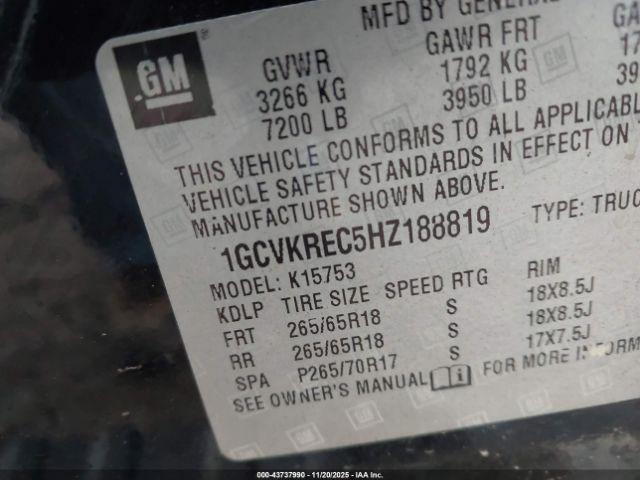 MFD BY GENERAL
GM
GVWR
GAWR FRT
3266 KG
1792 KG
7200 LB
3950 LB
THIS VEHICLE CONFORMS TO ALL APPLICABL
VEHICLE SAFETY STANDARDS IN EFFECT ON
MANUFACTURE SHOWN ABOVE.
1GCVKREC5HZ188819
TYPE: TRUC
MODEL: K15753
KDLP TIRE SIZE SPEED RTG RIM
FRT 265/65R18 S 18X8.5J
RR 265/65R18 S 18X8.5J
SPA P265/70R17 S 17X7.5J
SEE OWNER'S MANUAL FOR MORE INFORM
000-43737990 - 11/20/2025 - IAA Inc.